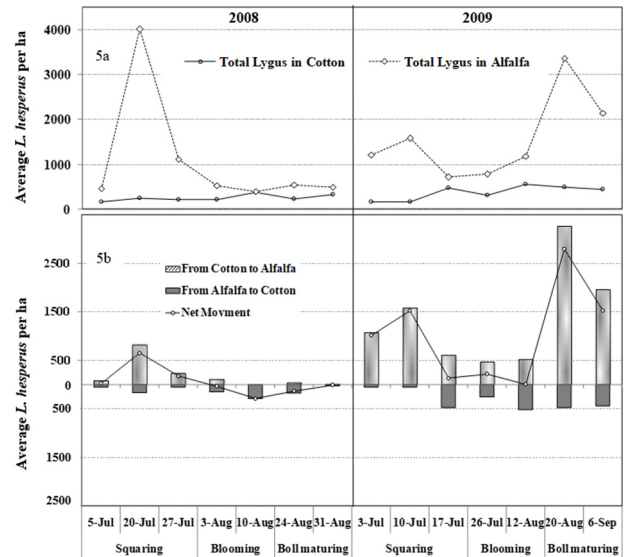 2008 2009
5a
Total Lygus in Cotton Total Lygus in Alfalfa
Average L. hesperus per ha
4000
3000
2000
1000
0
5b
From Cotton to Alfalfa
From Alfalfa to Cotton
Net Movment
Average L. hesperus per ha
2500
1500
500
0
500
1500
2500
5-Jul 20-Jul 27-Jul 3-Aug 10-Aug 24-Aug 31-Aug 3-Jul 10-Jul 17-Jul 26-Jul 12-Aug 20-Aug 6-Sep
Squaring Blooming Boll maturing Squaring Blooming Boll maturing